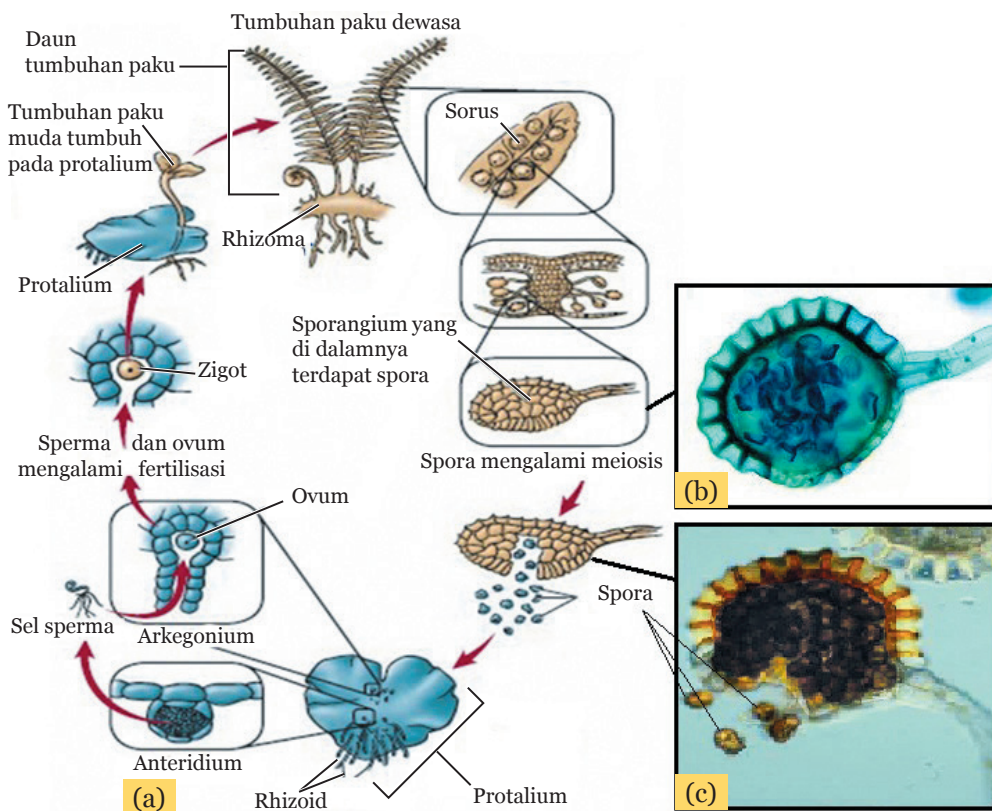 Tumbuhan paku dewasa
Daun
tumbuhan paku
Tumbuhan paku
muda tumbuh
pada protalium
Sorus
Rhizoma
Protalium
Sporangium yang
di dalamnya
terdapat spora
Zigot
Spora mengalami meiosis
Sperma dan ovum
mengalami fertilisasi
(b)
Ovum
Spora
Sel sperma
Arkegonium
Anteridium
(a)
Rhizoid
Protalium
(c)